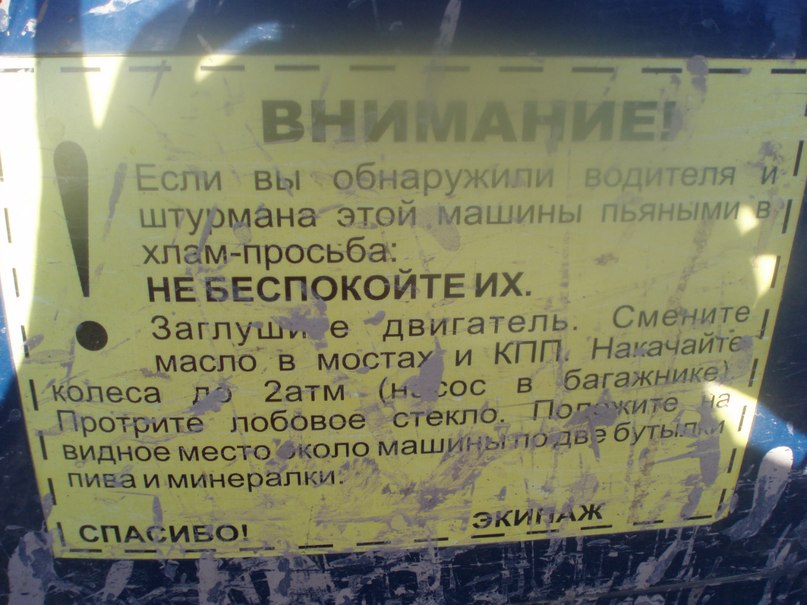 ВНИМАНИЕ!
Если вы обнаружили водителя и
штурмана этой машины пьяными в
хлам-просьба:
НЕ БЕСПОКОЙТЕ ИХ.
Заглушите двигатель. Смените
масло в мостах и КПП. Накачайте
колеса до 2атм (насос в багажнике)
Протрите лобовое стекло. Положите на
видное место около машины по две бутылки
пива и минералки.
СПАСИБО! ЭКИПАЖ